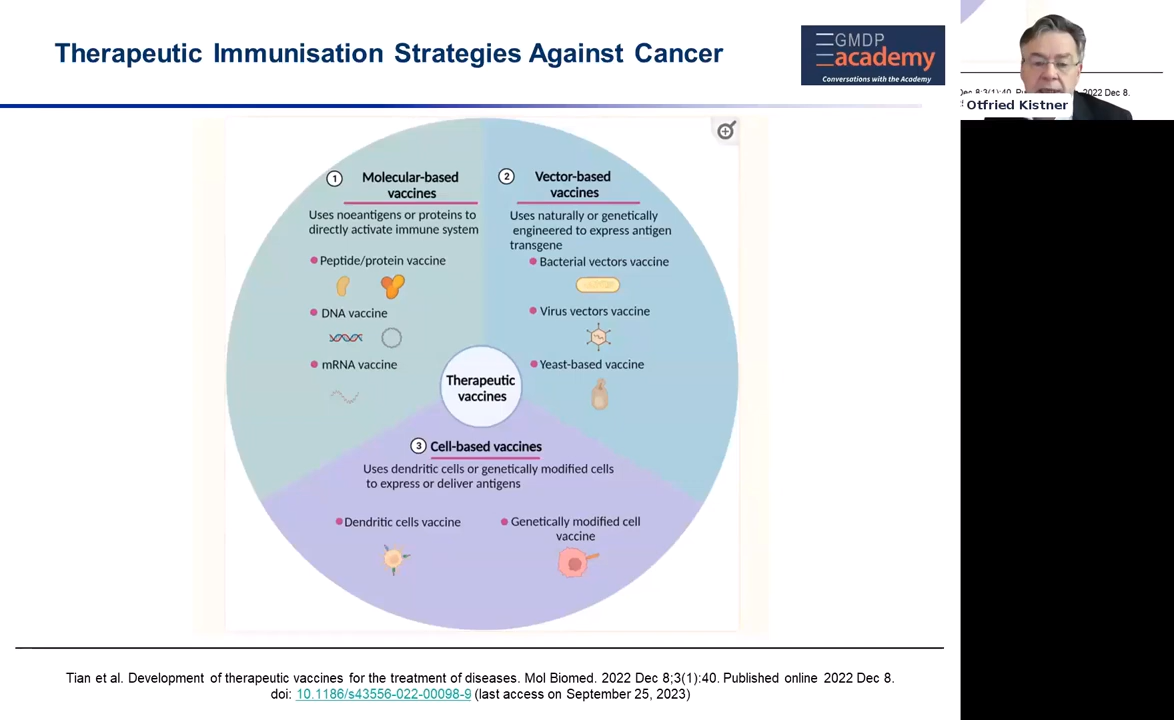 Therapeutic Immunisation Strategies Against Cancer
GMDP
academy
Conversations with the Academy
1
Molecular-based
vaccines
Uses noeantigens or proteins to
directly activate immune system
Peptide/protein vaccine
DNA vaccine
mRNA vaccine
2
Vector-based
vaccines
Uses naturally or genetically
engineered to express antigen
transgene
Bacterial vectors vaccine
Virus vectors vaccine
Yeast-based vaccine
Therapeutic
vaccines
3 Cell-based vaccines
Uses dendritic cells or genetically modified cells
to express or deliver antigens
Dendritic cells vaccine
Genetically modified cell
vaccine
Tian et al. Development of therapeutic vaccines for the treatment of diseases. Mol Biomed. 2022 Dec 8;3(1):40. Published online 2022 Dec 8.
doi: 10.1186/s43556-022-00098-9 (last access on September 25, 2023)
2022 Dec 8.
Otfried Kistner